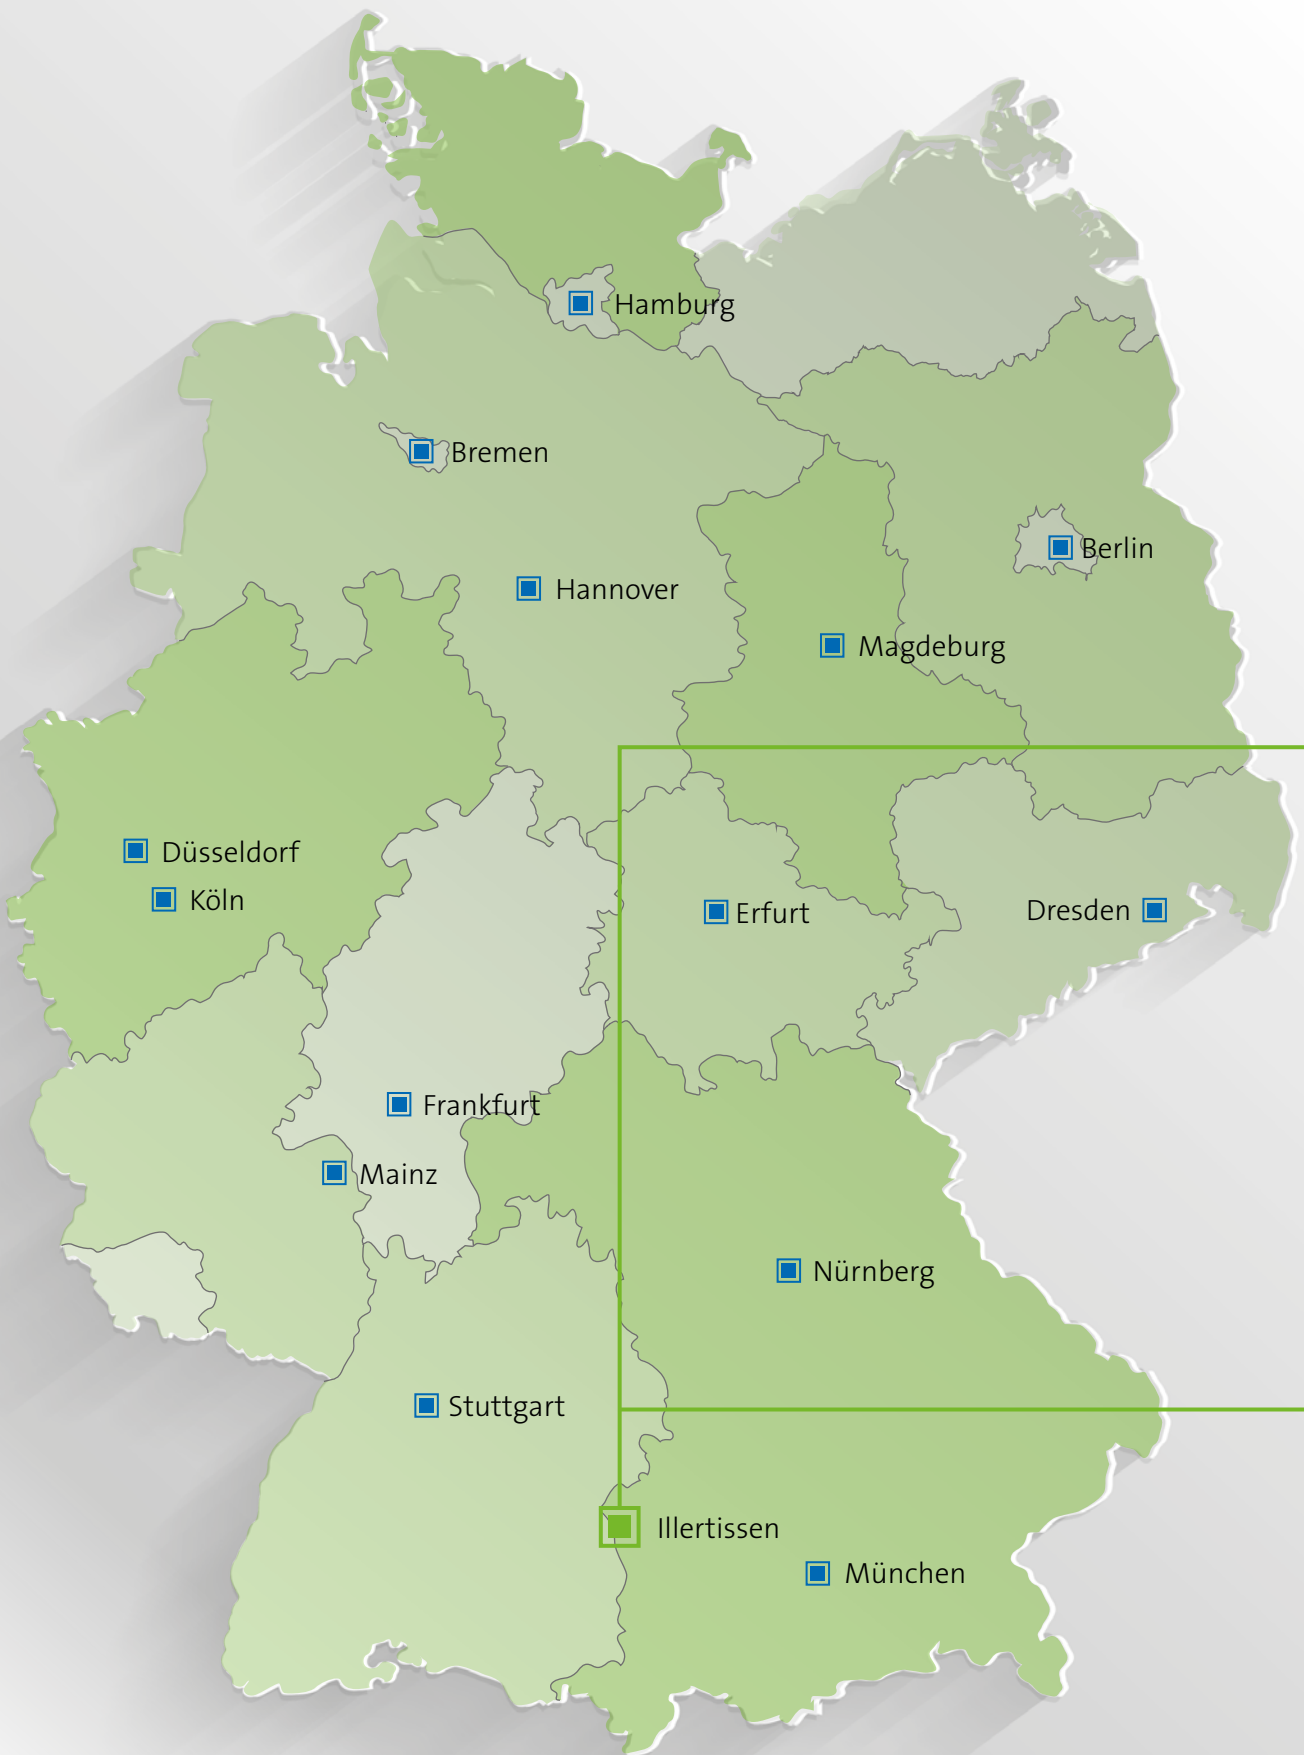 Hamburg
Bremen
Berlin
Hannover
Magdeburg
Düsseldorf
Köln
Erfurt
Dresden
Frankfurt
Mainz
Nürnberg
Stuttgart
Illertissen
München